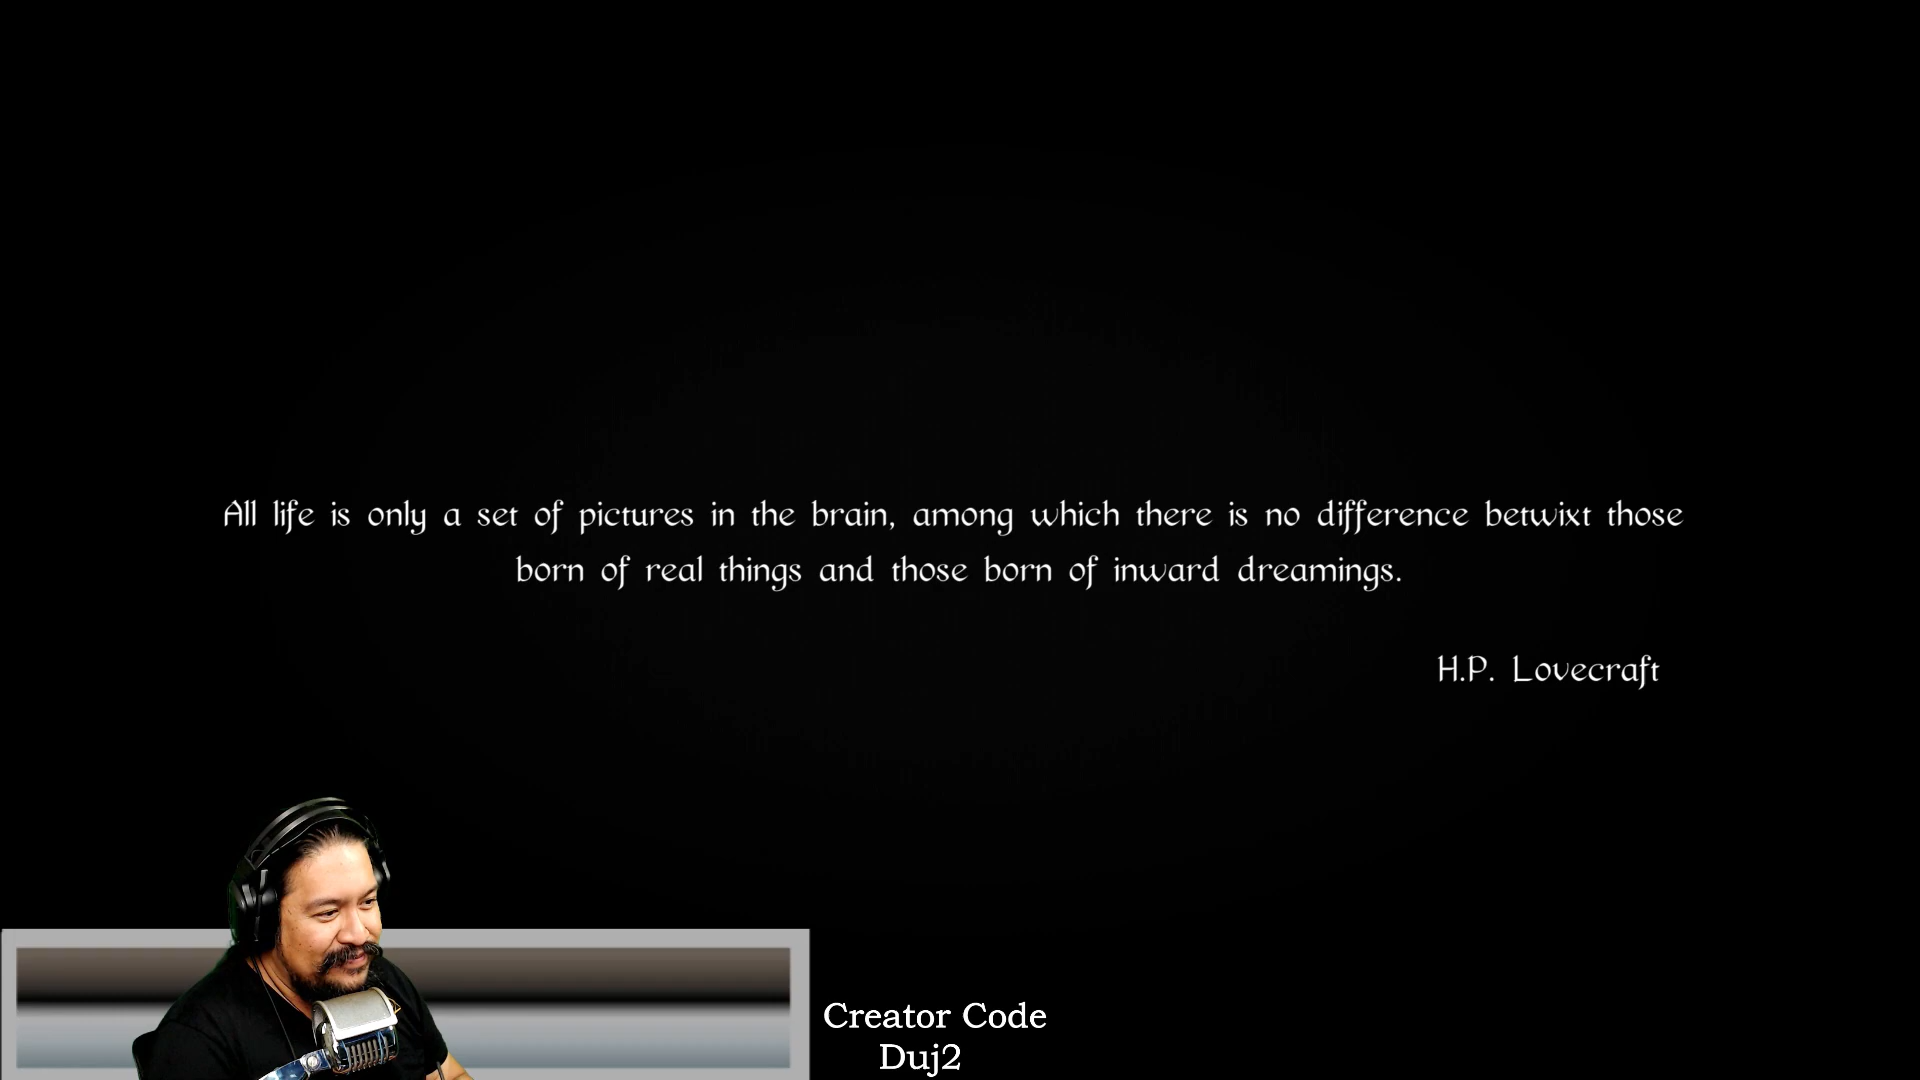 All life is only a set of pictures in the brain, among which there is no difference betwixt those
born of real things and those born of inward dreamings.
H.P. Lovecraft
Creator Code
Duj2